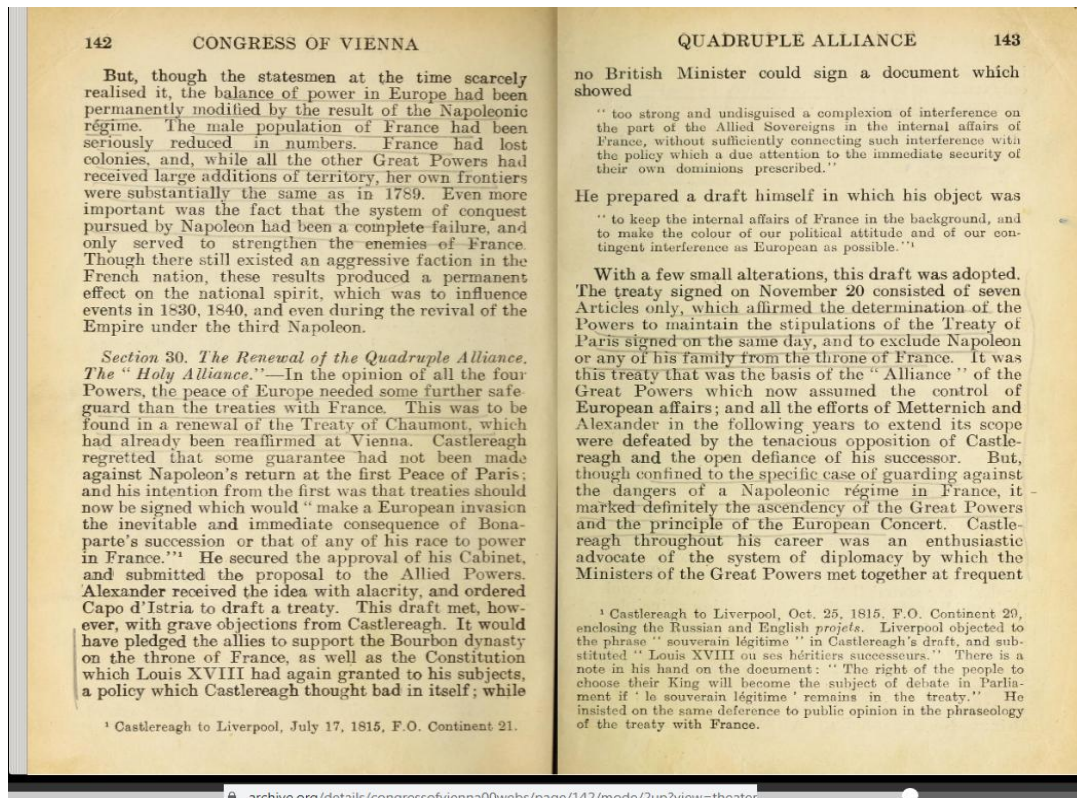 142 CONGRESS OF VIENNA
But, though the statesmen at the time scarcely
realised it, the balance of power in Europe had been
permanently modified by the result of the Napoleonic
régime. The male population of France had been
seriously reduced in numbers. France had lost
colonies, and, while all the other Great Powers had
received large additions of territory, her own frontiers
were substantially the same as in 1789. Even more
important was the fact that the system of conquest
pursued by Napoleon had been a complete failure, and
only served to strengthen the enemies of France
Though there still existed an aggressive faction in the
French nation, these results produced a permanent
effect on the national spirit, which was to influence
events in 1830, 1840, and even during the revival of the
Empire under the third Napoleon.
Section 30. The Renewal of the Quadruple Alliance.
The “ Holy Alliance.”—In the opinion of all the four
Powers, the peace of Europe needed some further safe-
guard than the treaties with France. This was to be
found in a renewal of the Treaty of Chaumont, which
had already been reaffirmed at Vienna. Castlereagh
regretted that some guarantee had not been made
against Napoleon's return at the first Peace of Paris;
and his intention from the first was that treaties should
now be signed which would “ make a European invasion
the inevitable and immediate consequence of Bona-
parte's succession or that of any of his race to power
in France.”¹ He secured the approval of his Cabinet,
and submitted the proposal to the Allied Powers.
Alexander received the idea with alacrity, and ordered
Capo d'Istria to draft a treaty. This draft met, how-
ever, with grave objections from Castlereagh. It would
have pledged the allies to support the Bourbon dynasty
on the throne of France, as well as the Constitution
which Louis XVIII had again granted to his subjects,
a policy which Castlereagh thought bad in itself; while
¹ Castlereagh to Liverpool, July 17, 1815, F.O. Continent 21.
QUADRUPLE ALLIANCE 143
no British Minister could sign a document which
showed
“ too strong and undisguised a complexion of interference on
the part of the Allied Sovereigns in the internal affairs of
France, without sufficiently connecting such interference with
the policy which a due attention to the immediate security of
their own dominions prescribed.”
He prepared a draft himself in which his object was
“ to keep the internal affairs of France in the background, and
to make the colour of our political attitude and of our con-
tingent interference as European as possible.”¹
With a few small alterations, this draft was adopted.
The treaty signed on November 20 consisted of seven
Articles only, which affirmed the determination of the
Powers to maintain the stipulations of the Treaty of
Paris signed on the same day, and to exclude Napoleon
or any of his family from the throne of France. It was
this treaty that was the basis of the “ Alliance ” of the
Great Powers which now assumed the control of
European affairs; and all the efforts of Metternich and
Alexander in the following years to extend its scope
were defeated by the tenacious opposition of Castle-
reagh and the open defiance of his successor. But,
though confined to the specific case of guarding against
the dangers of a Napoleonic régime in France, it
marked definitely the ascendency of the Great Powers
and the principle of the European Concert. Castle-
reagh throughout his career was an enthusiastic
advocate of the system of diplomacy by which the
Ministers of the Great Powers met together at frequent
¹ Castlereagh to Liverpool, Oct. 25, 1815. F.O. Continent 29,
enclosing the Russian and English projets. Liverpool objected to
the phrase “ souverain légitime ” in Castlereagh's draft, and sub-
stituted “ Louis XVIII ou ses héritiers successeurs.” There is a
note in his hand on the document: “ The right of the people to
choose their King will become the subject of debate in Parlia-
ment if ‘ le souverain légitime ’ remains in the treaty.” He
insisted on the same deference to public opinion in the phraseology
of the treaty with France.
archive.org/details/congressofvienna00webs/page/142/mode/2up?view=theater